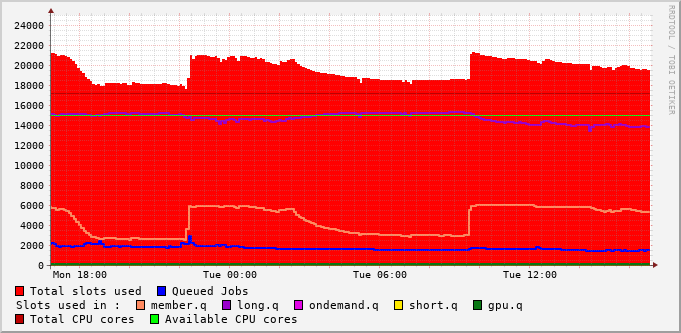 24000
22000
20000
18000
16000
14000
12000
10000
8000
6000
4000
2000
0
Mon 18:00 Tue 00:00 Tue 06:00 Tue 12:00
RRDTOOL / TOBI OETIKER
Total slots used Queued Jobs
Slots used in : member.q long.q ondemand.q short.q gpu.q
Total CPU cores Available CPU cores